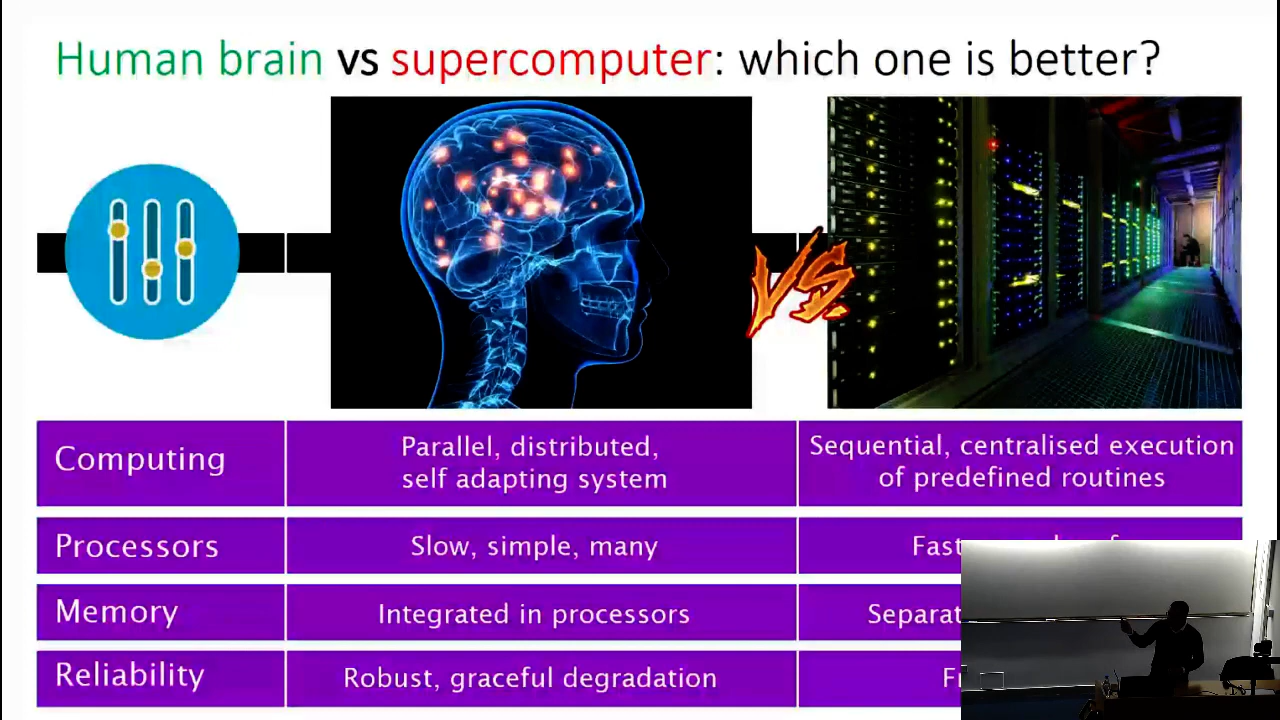 Human brain vs supercomputer: which one is better?
VS
Computing
Parallel, distributed,
self adapting system
Sequential, centralised execution
of predefined routines
Processors
Slow, simple, many
Fast
Memory
Integrated in processors
Separat
Reliability
Robust, graceful degradation